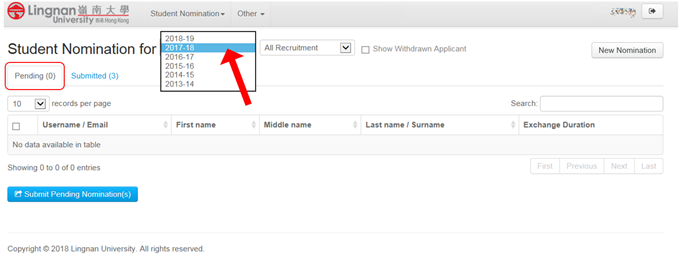 Lingnan 嶺南大學
University 香港 Hong Kong
Student Nomination
Other
Student Nomination for
2018-19
2017-18
2016-17
2015-16
2014-15
2013-14
All Recruitment
Show Withdrawn Applicant
New Nomination
Pending (0)
Submitted (3)
10 records per page
Search:
Username / Email First name Middle name Last name / Surname Exchange Duration
No data available in table
Showing 0 to 0 of 0 entries
First Previous Next Last
Submit Pending Nomination(s)
Copyright © 2018 Lingnan University. All rights reserved.